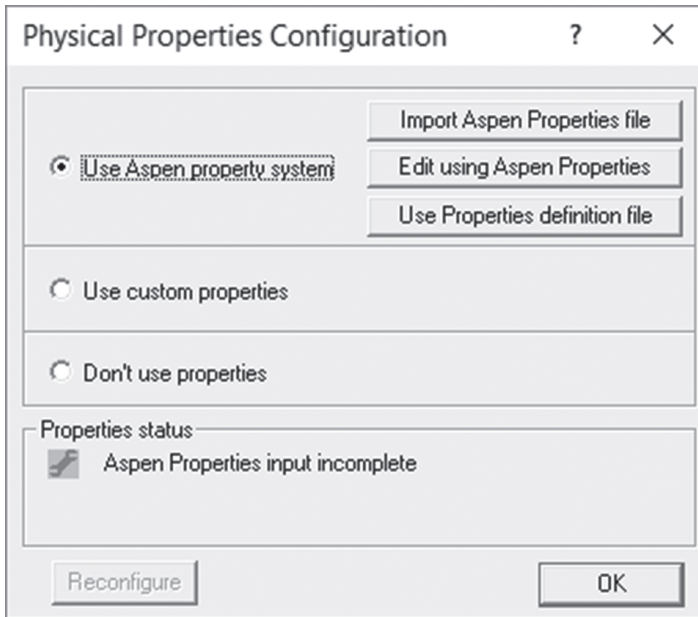 Physical Properties Configuration ? ×
Import Aspen Properties file
Use Aspen property system
Edit using Aspen Properties
Use Properties definition file
Use custom properties
Don't use properties
Properties status
Aspen Properties input incomplete
Reconfigure
OK